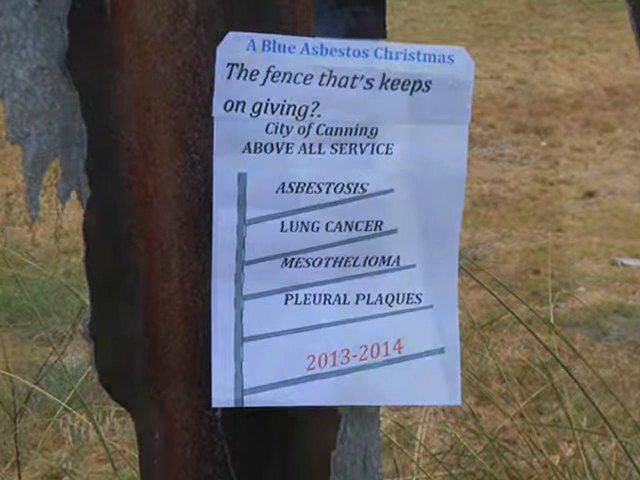 A Blue Asbestos Christmas
The fence that's keeps
on giving?.
City of Canning
ABOVE ALL SERVICE
ASBESTOSIS
LUNG CANCER
MESOTHELIOMA
PLEURAL PLAQUES
2013-2014